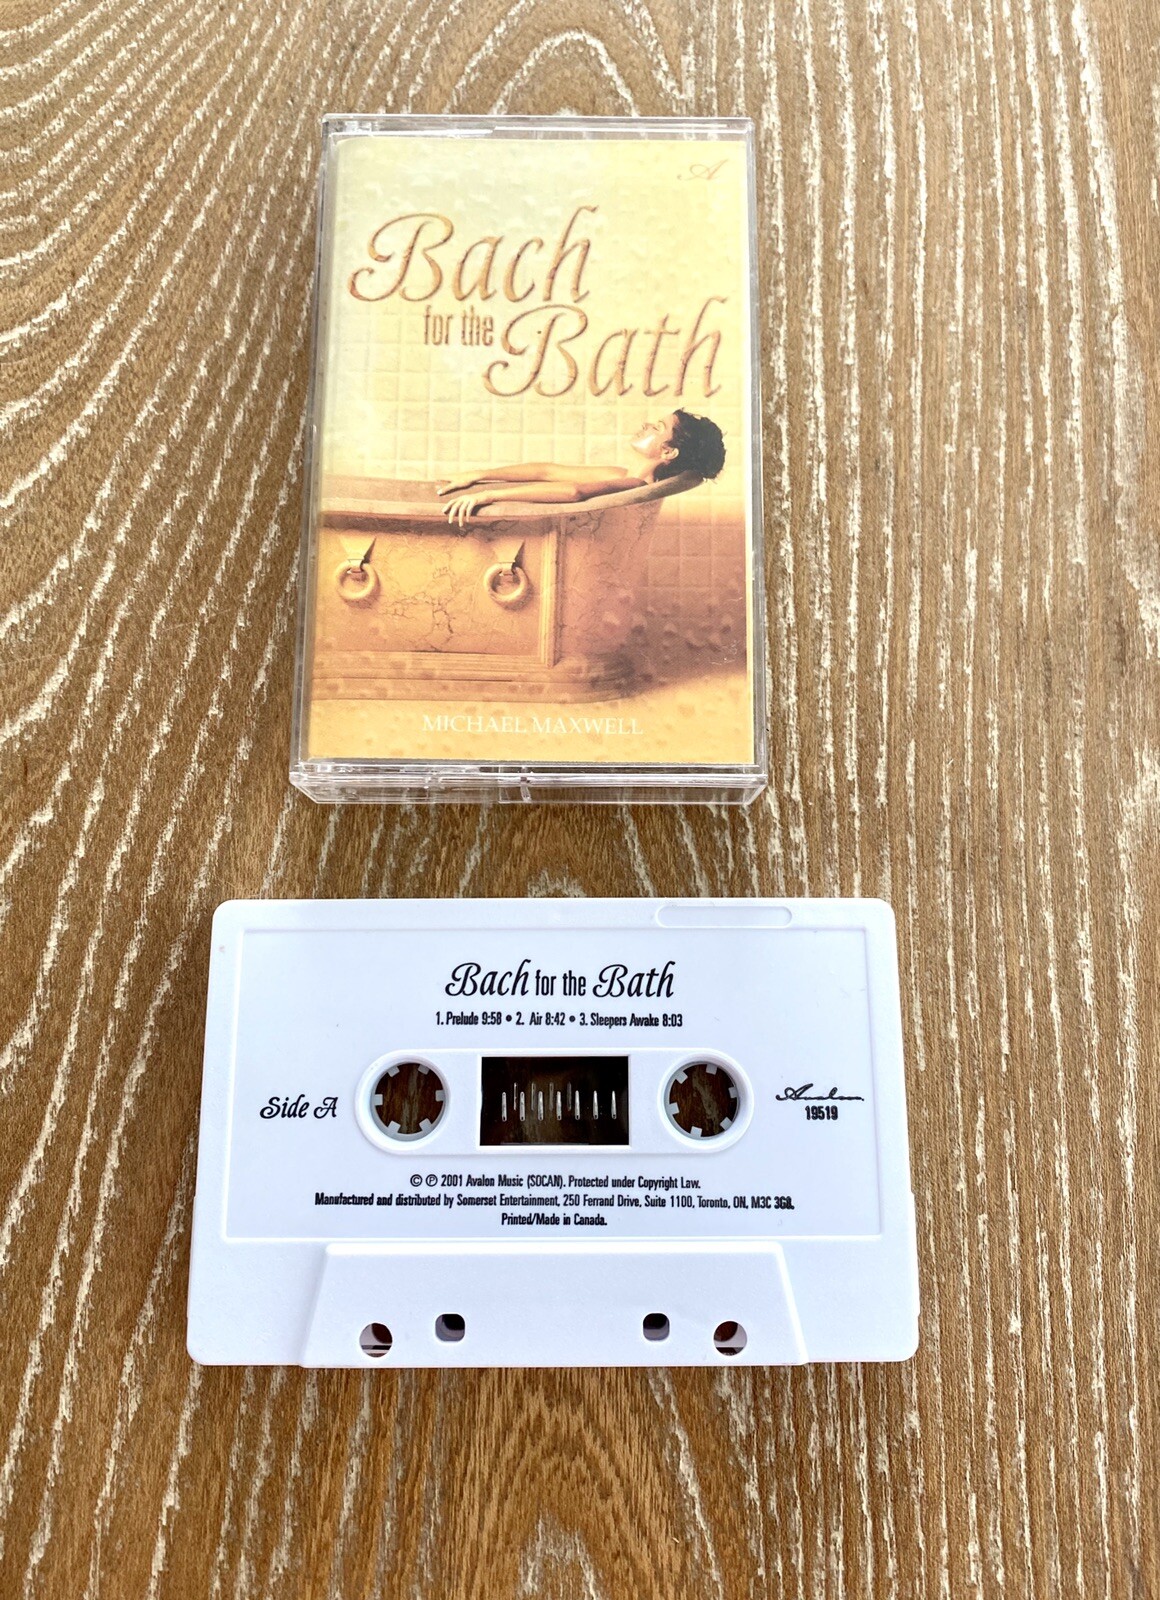 A
Bach
for the Bath
MICHAEL MAXWELL
Bach for the Bath
1. Prelude 9:58 • 2. Air 8:42 • 3. Sleepers Awake 8:03
Side A
Avalon
19519
© ℗ 2001 Avalon Music (SOCAN). Protected under Copyright Law.
Manufactured and distributed by Somerset Entertainment, 250 Ferrand Drive, Suite 1100, Toronto, ON, M3C 3G8.
Printed/Made in Canada.